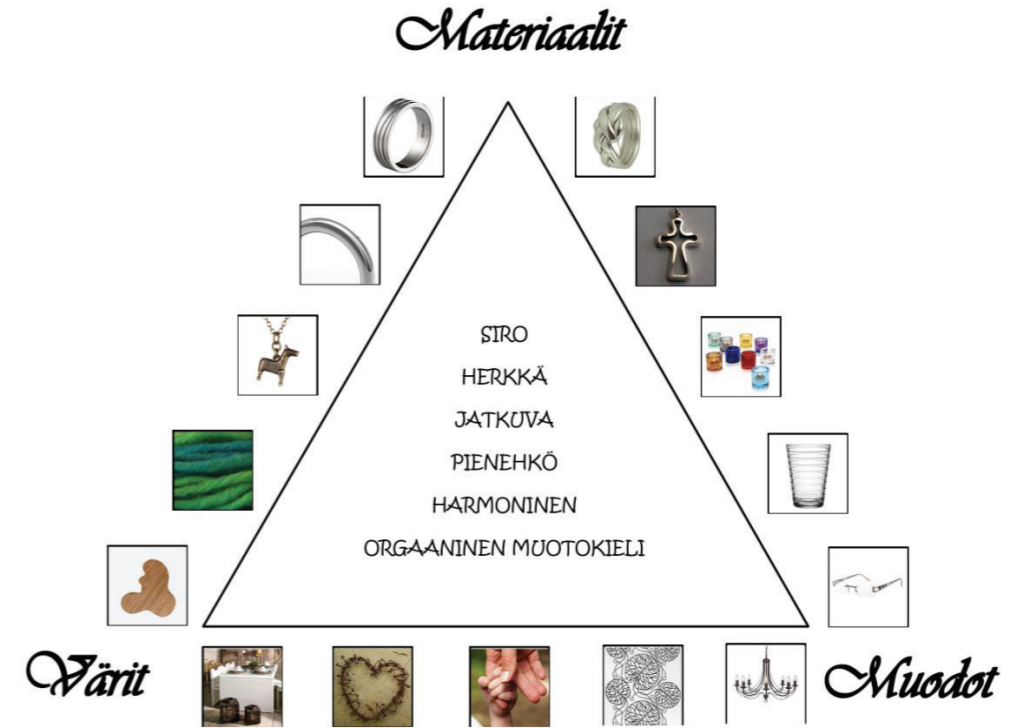 Materiaalit
SIRO
HERKKÄ
JATKUVA
PIENEHKÖ
HARMONINEN
ORGAANINEN MUOTOKIELI
Värit
Muodot